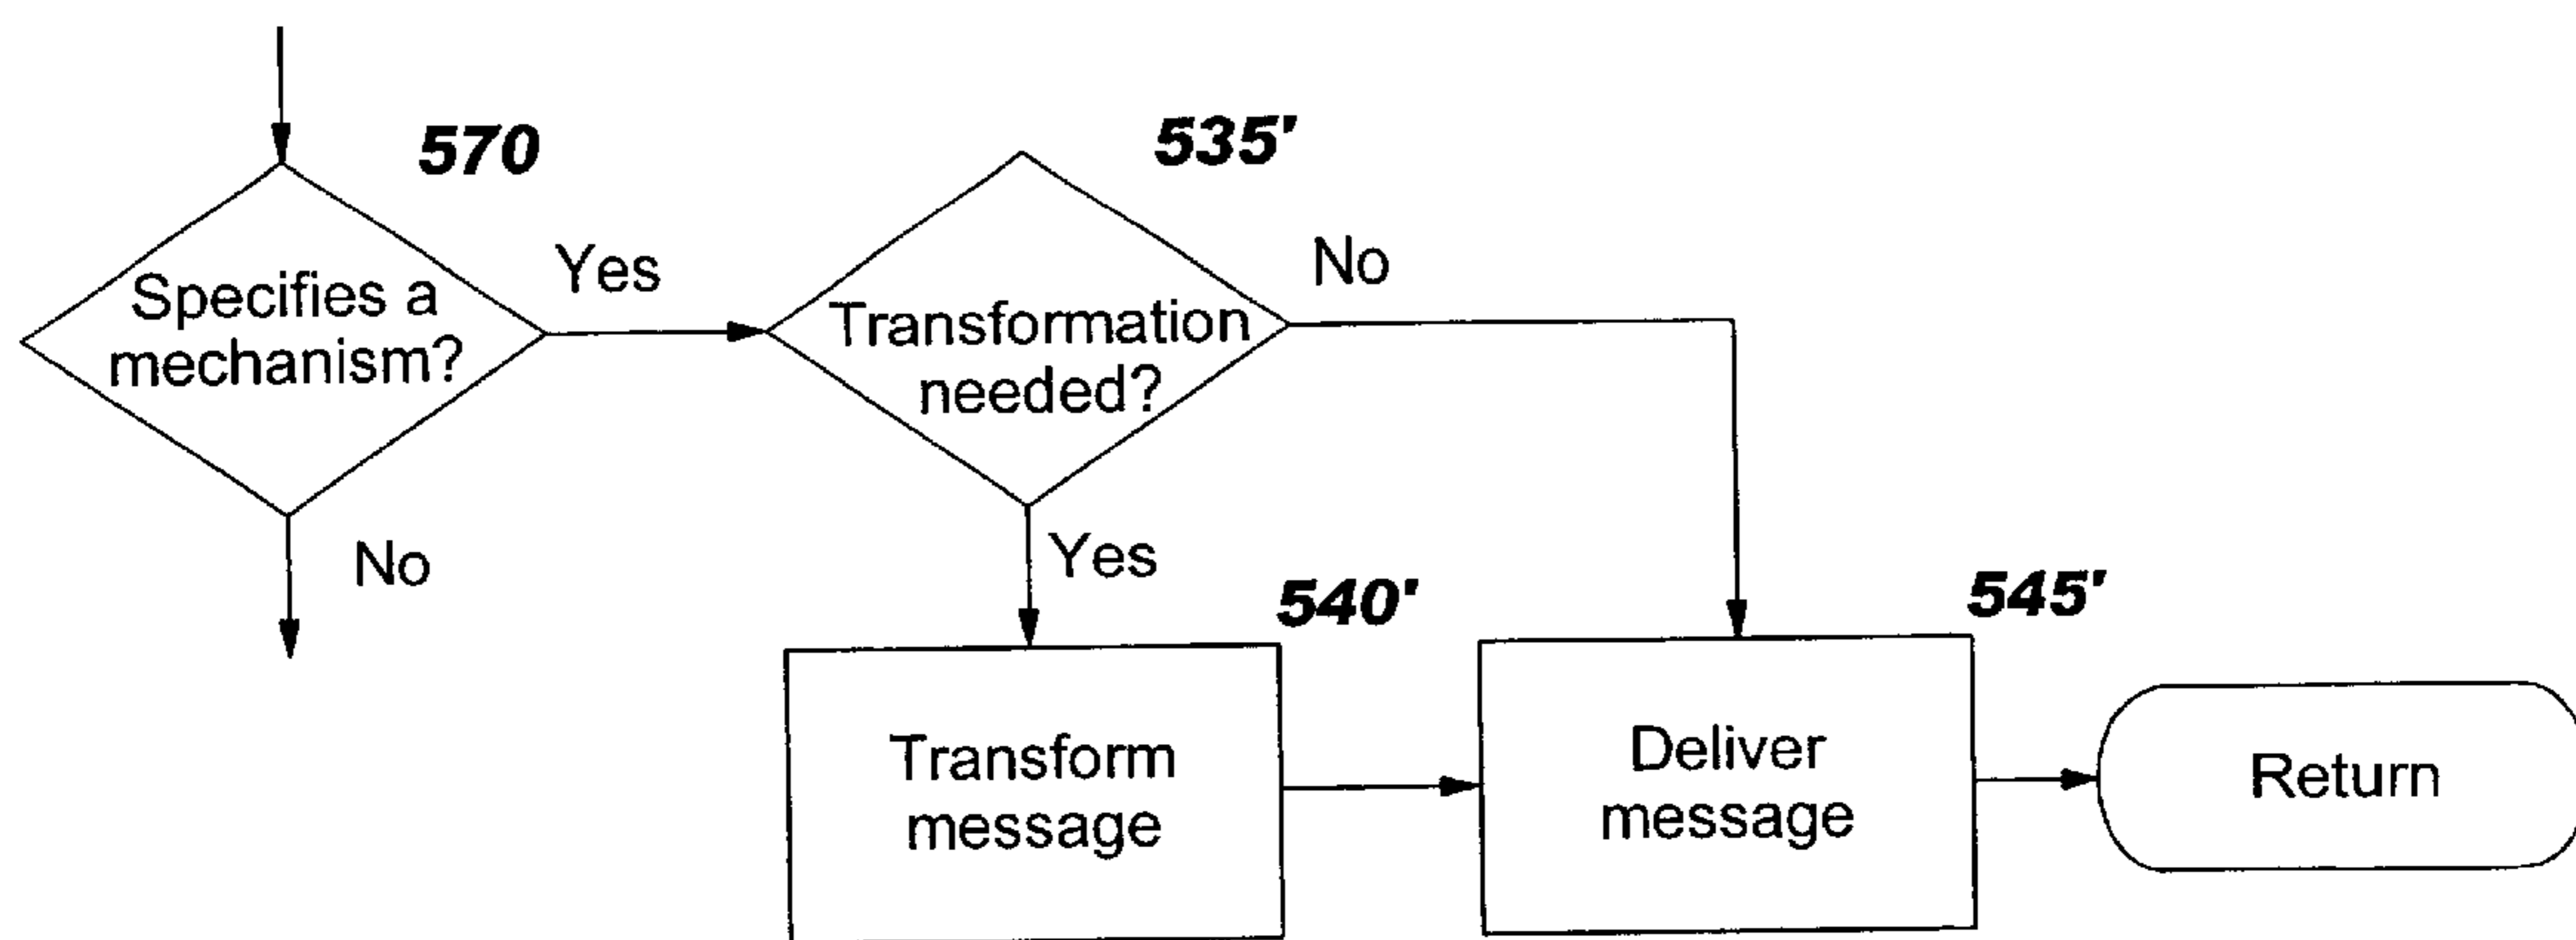 570
535'
Yes
No
Specifies a
mechanism?
Transformation
needed?
No
Yes
540'
545'
Transform
message
Deliver
message
Return